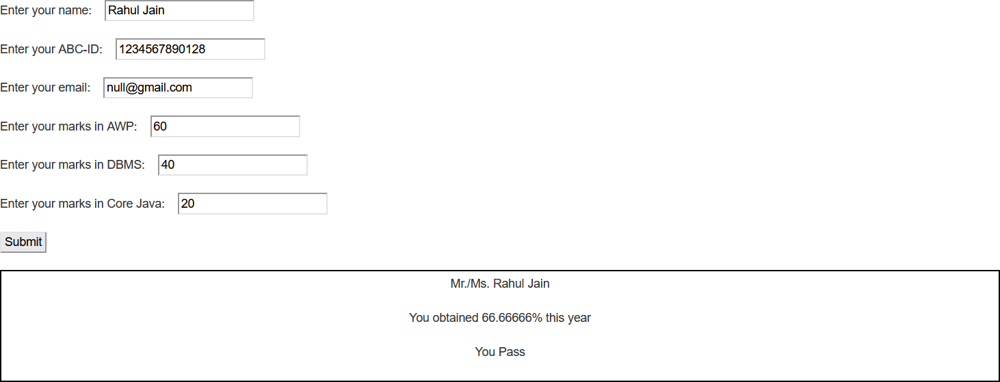 Enter your name: Rahul Jain
Enter your ABC-ID: 1234567890128
Enter your email: null@gmail.com
Enter your marks in AWP: 60
Enter your marks in DBMS: 40
Enter your marks in Core Java: 20
Submit
Mr./Ms. Rahul Jain
You obtained 66.66666% this year
You Pass